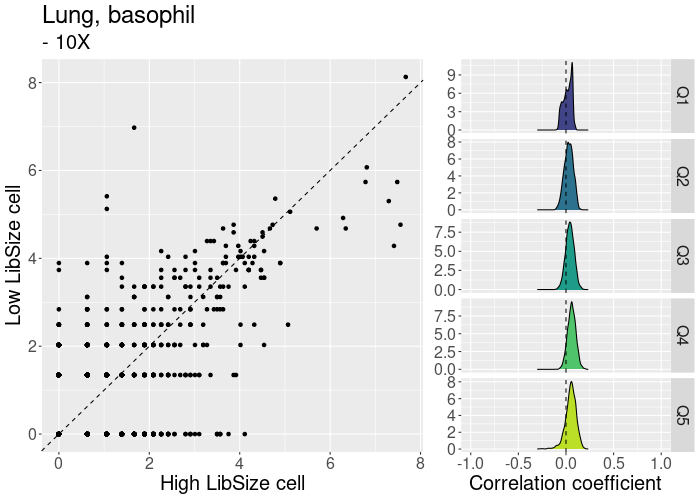 Lung, basophil
- 10X
8
6
4
2
0
0 2 4 6 8
High LibSize cell
Low LibSize cell
9
6
3
0
Q1
8
6
4
2
0
Q2
7.5
5.0
2.5
0.0
Q3
7.5
5.0
2.5
0.0
Q4
8
6
4
2
0
Q5
-1.0 -0.5 0.0 0.5 1.0
Correlation coefficient